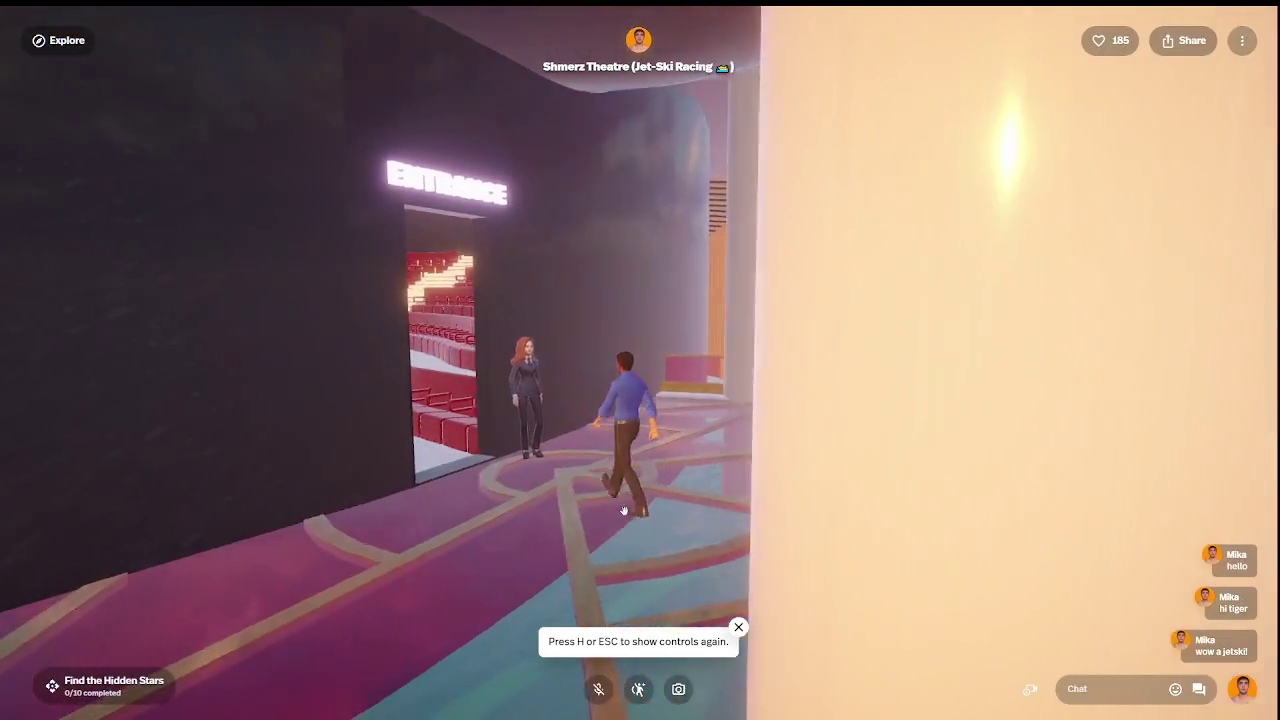 Explore
Shmerz Theatre (Jet-Ski Racing 🚤)
185
Share
ENTRANCE
Mika
hello
Mika
hi tiger
Mika
wow a jetski!
Press H or ESC to show controls again.
Find the Hidden Stars
0/10 completed
Chat